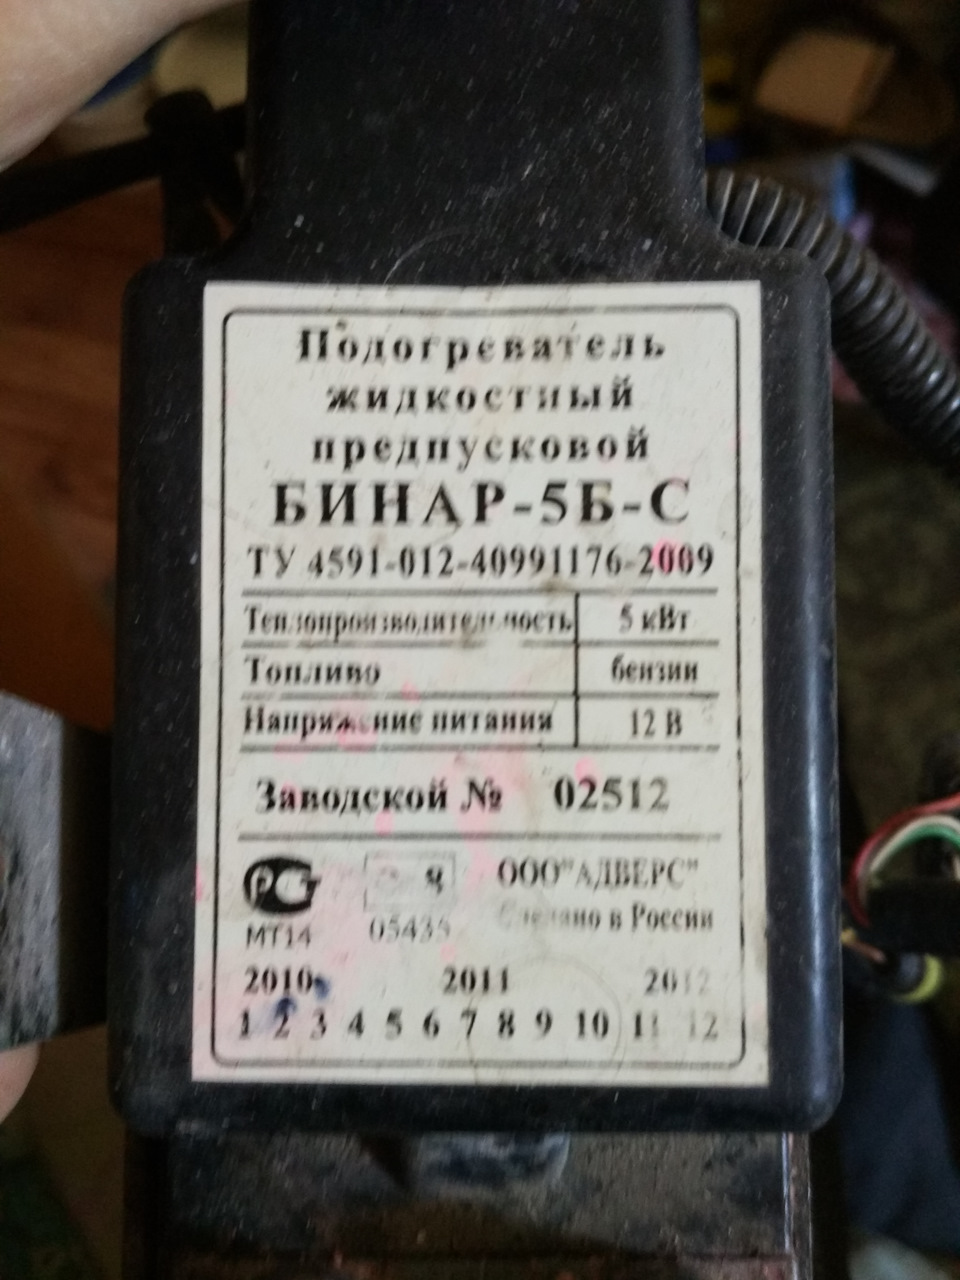 Подогреватель
жидкостный
предпусковой
БИНАР-5Б-С
ТУ 4591-012-40991176-2009
Теплопроизводительность 5 кВт
Топливо бензин
Напряжение питания 12 В
Заводской № 02512
РСТ Я ООО"АДВЕРС"
МТ14 05435 Сделано в России
2010 2011 2012
1 2 3 4 5 6 7 8 9 10 11 12